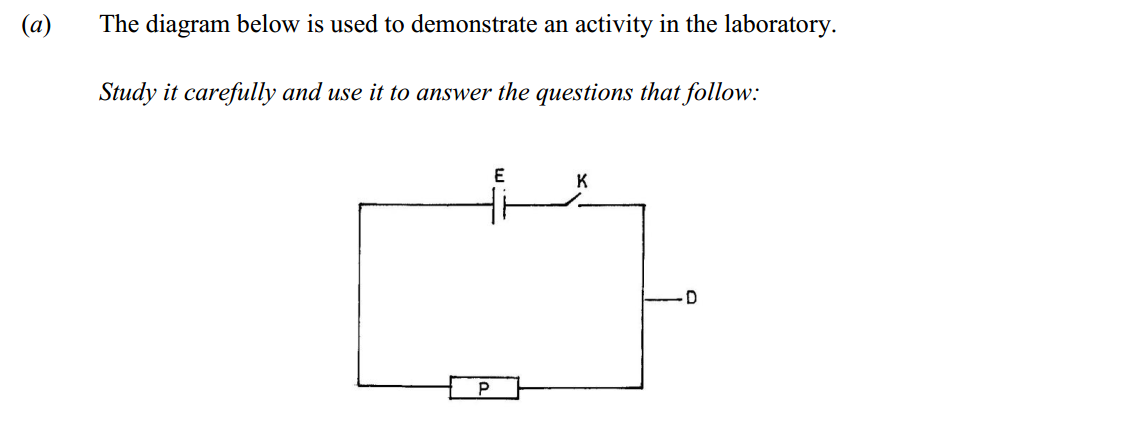 (a) The diagram below is used to demonstrate an activity in the laboratory.
Study it carefully and use it to answer the questions that follow:
E
K
D
P